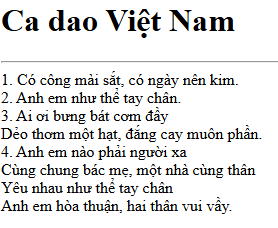 Ca dao Việt Nam
1. Có công mài sắt, có ngày nên kim.
2. Anh em như thể tay chân.
3. Ai ơi bưng bát cơm đầy
Dẻo thơm một hạt, đắng cay muôn phần.
4. Anh em nào phải người xa
Cùng chung bác mẹ, một nhà cùng thân
Yêu nhau như thể tay chân
Anh em hòa thuận, hai thân vui vầy.